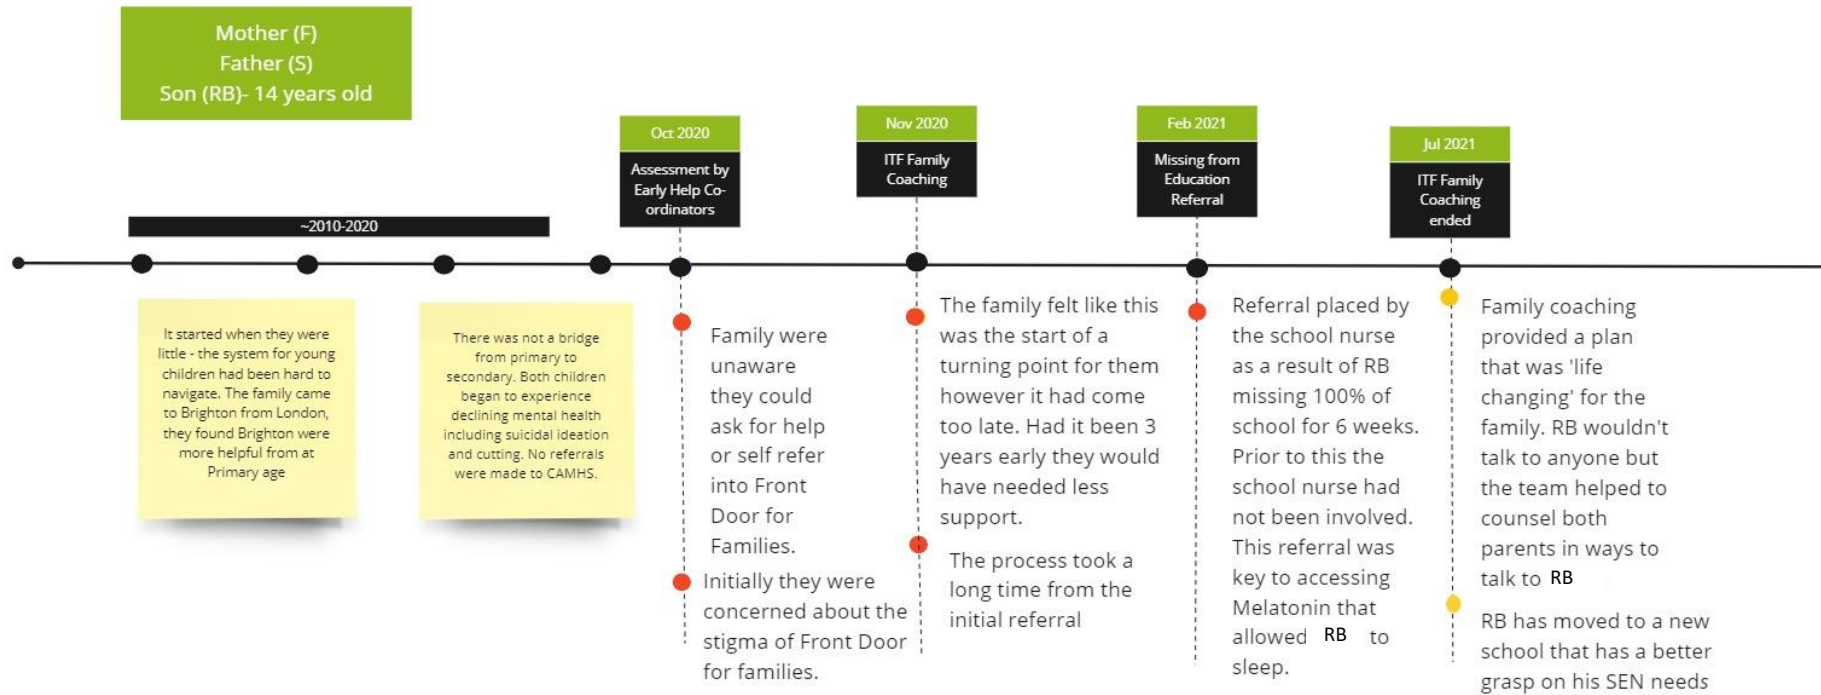 Mother (F)
Father (S)
Son (RB)- 14 years old
~2010-2020
It started when they were
little - the system for young
children had been hard to
navigate. The family came
to Brighton from London,
they found Brighton were
more helpful from at
Primary age
There was not a bridge
from primary to
secondary. Both children
began to experience
declining mental health
including suicidal ideation
and cutting. No referrals
were made to CAMHS.
Oct 2020
Assessment by
Early Help Co-
ordinators
Family were
unaware
they could
ask for help
or self refer
into Front
Door for
Families.
Initially they were
concerned about the
stigma of Front Door
for families.
Nov 2020
ITF Family
Coaching
The family felt like this
was the start of a
turning point for them
however it had come
too late. Had it been 3
years early they would
have needed less
support.
The process took a
long time from the
initial referral
Feb 2021
Missing from
Education
Referral
Referral placed by
the school nurse
as a result of RB
missing 100% of
school for 6 weeks.
Prior to this the
school nurse had
not been involved.
This referral was
key to accessing
Melatonin that
allowed RB to
sleep.
Jul 2021
ITF Family
Coaching
ended
Family coaching
provided a plan
that was 'life
changing' for the
family. RB wouldn't
talk to anyone but
the team helped to
counsel both
parents in ways to
talk to RB
RB has moved to a new
school that has a better
grasp on his SEN needs